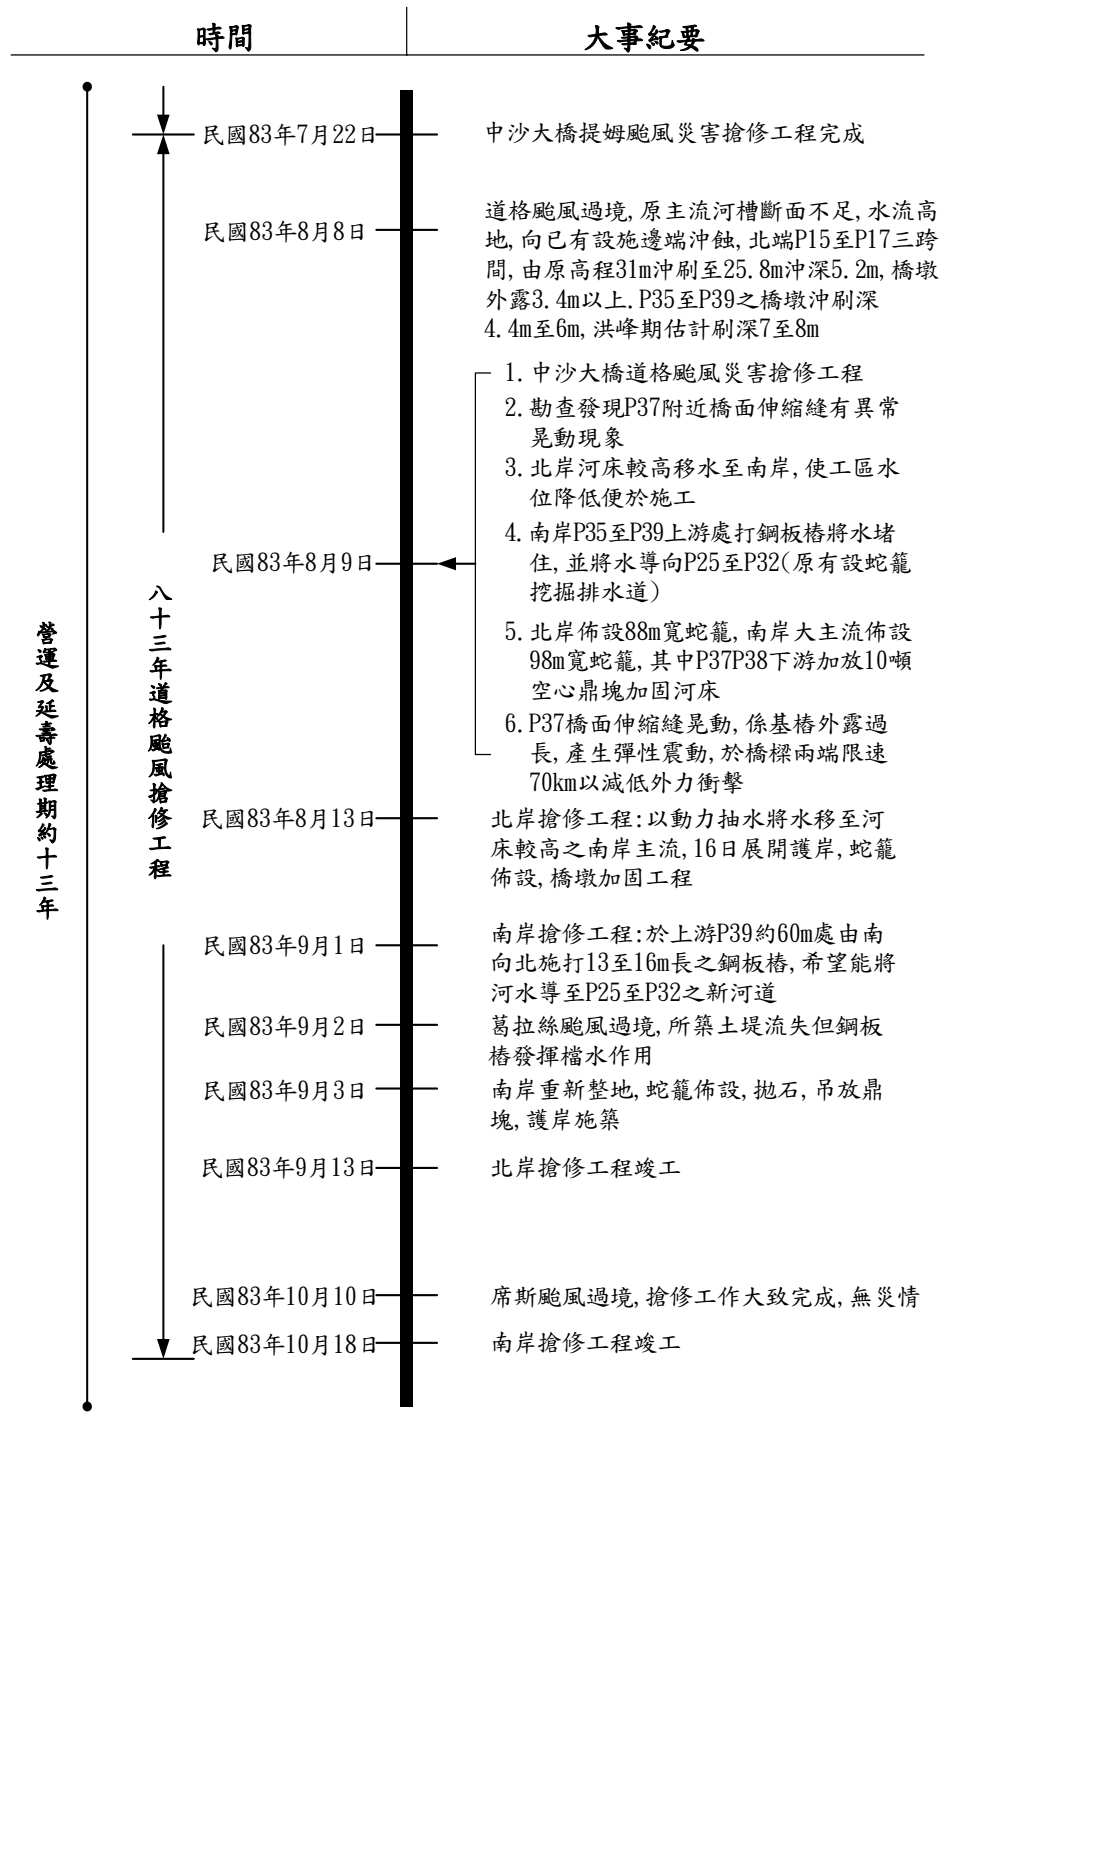 時間
大事紀要
營運及延壽處理期約十三年
八十三年道格颱風搶修工程
民國83年7月22日
中沙大橋提姆颱風災害搶修工程完成
民國83年8月8日
道格颱風過境,原主流河槽斷面不足,水流高
地,向已有設施邊端沖蝕,北端P15至P17三跨
間,由原高程31m沖刷至25.8m沖深5.2m,橋墩
外露3.4m以上.P35至P39之橋墩沖刷深
4.4m至6m,洪峰期估計刷深7至8m
民國83年8月9日
1.中沙大橋道格颱風災害搶修工程
2.勘查發現P37附近橋面伸縮縫有異常
晃動現象
3.北岸河床較高移水至南岸,使工區水
位降低便於施工
4.南岸P35至P39上游處打鋼板樁將水堵
住,並將水導向P25至P32(原有設蛇籠
挖掘排水道)
5.北岸佈設88m寬蛇籠,南岸大主流佈設
98m寬蛇籠,其中P37P38下游加放10噸
空心鼎塊加固河床
6.P37橋面伸縮縫晃動,係基樁外露過
長,產生彈性震動,於橋樑兩端限速
70km以減低外力衝擊
民國83年8月13日
北岸搶修工程:以動力抽水將水移至河
床較高之南岸主流,16日展開護岸,蛇籠
佈設,橋墩加固工程
民國83年9月1日
南岸搶修工程:於上游P39約60m處由南
向北施打13至16m長之鋼板樁,希望能將
河水導至P25至P32之新河道
民國83年9月2日
葛拉絲颱風過境,所築土堤流失但鋼板
樁發揮檔水作用
民國83年9月3日
南岸重新整地,蛇籠佈設,拋石,吊放鼎
塊,護岸施築
民國83年9月13日
北岸搶修工程竣工
民國83年10月10日
席斯颱風過境,搶修工作大致完成,無災情
民國83年10月18日
南岸搶修工程竣工